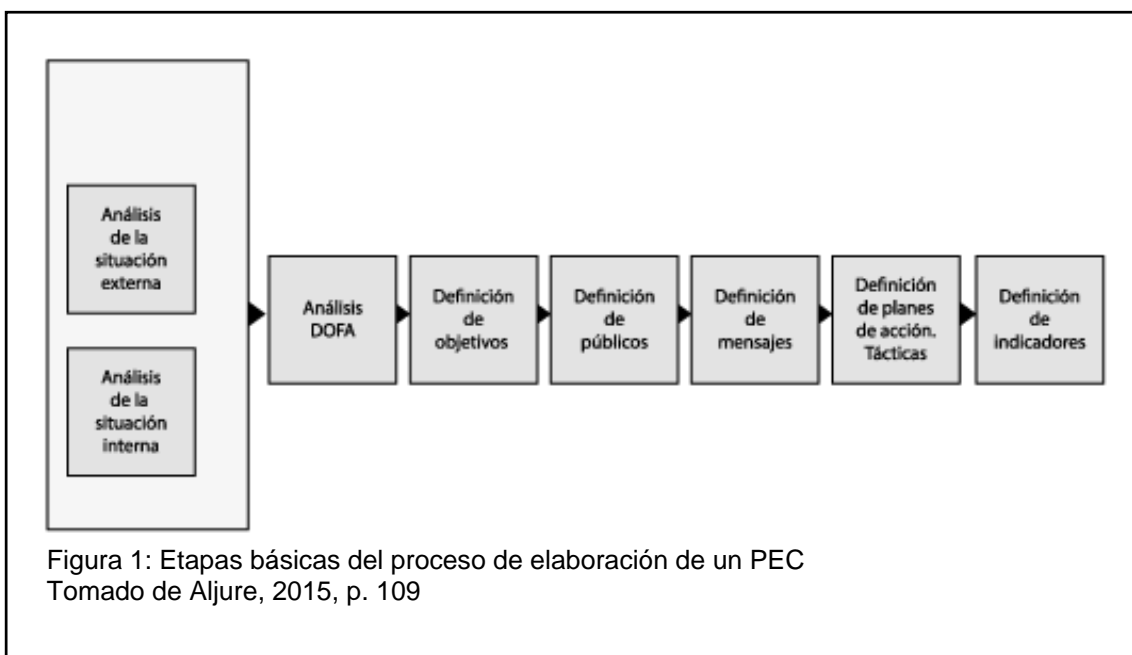 Análisis
de la
situación
externa
Análisis
de la
situación
interna
Análisis
DOFA
Definición
de
objetivos
Definición
de
públicos
Definición
de
mensajes
Definición
de planes
de acción.
Tácticas
Definición
de
indicadores
Figura 1: Etapas básicas del proceso de elaboración de un PEC
Tomado de Aljure, 2015, p. 109